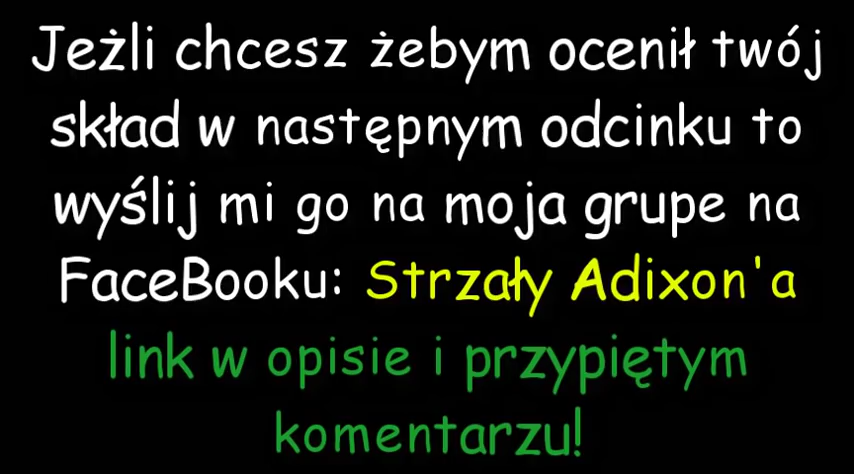 Jeżli chcesz żebym ocenił twój
skład w następnym odcinku to
wyślij mi go na moja grupe na
FaceBooku: Strzały Adixon'a
link w opisie i przypiętym
komentarzu!